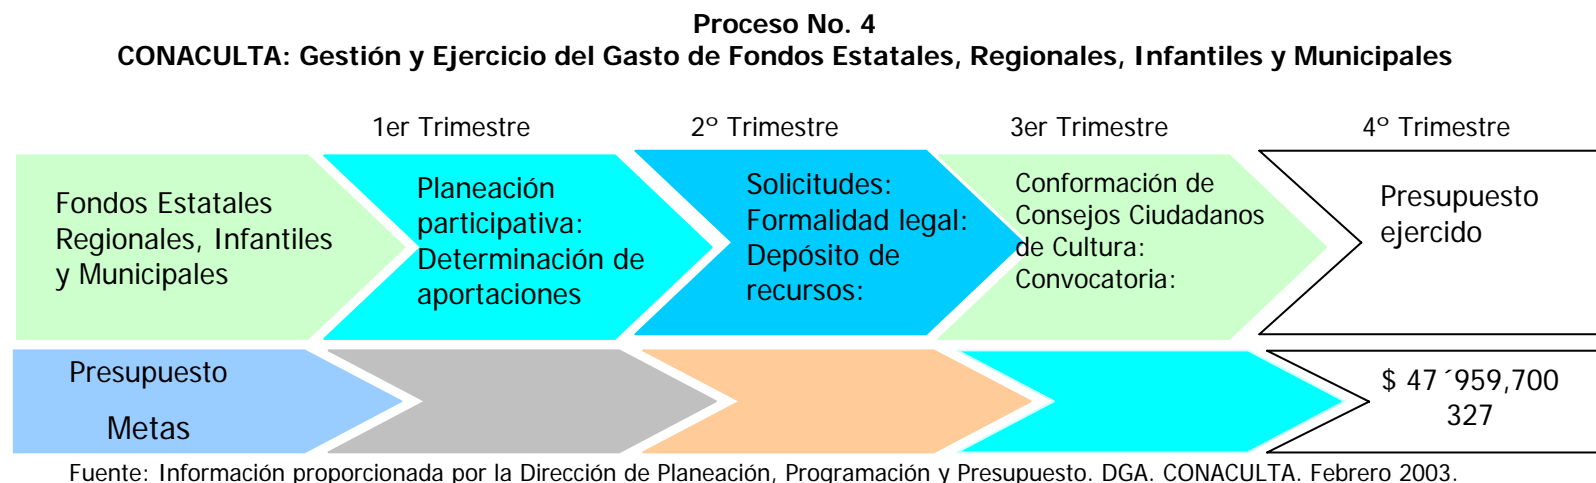 Proceso No. 4
CONACULTA: Gestión y Ejercicio del Gasto de Fondos Estatales, Regionales, Infantiles y Municipales
1er Trimestre
2º Trimestre
3er Trimestre
4º Trimestre
Fondos Estatales
Regionales, Infantiles
y Municipales
Planeación
participativa:
Determinación de
aportaciones
Solicitudes:
Formalidad legal:
Depósito de
recursos:
Conformación de
Consejos Ciudadanos
de Cultura:
Convocatoria:
Presupuesto
ejercido
Presupuesto
Metas
$ 47´959,700
327
Fuente: Información proporcionada por la Dirección de Planeación, Programación y Presupuesto. DGA. CONACULTA. Febrero 2003.